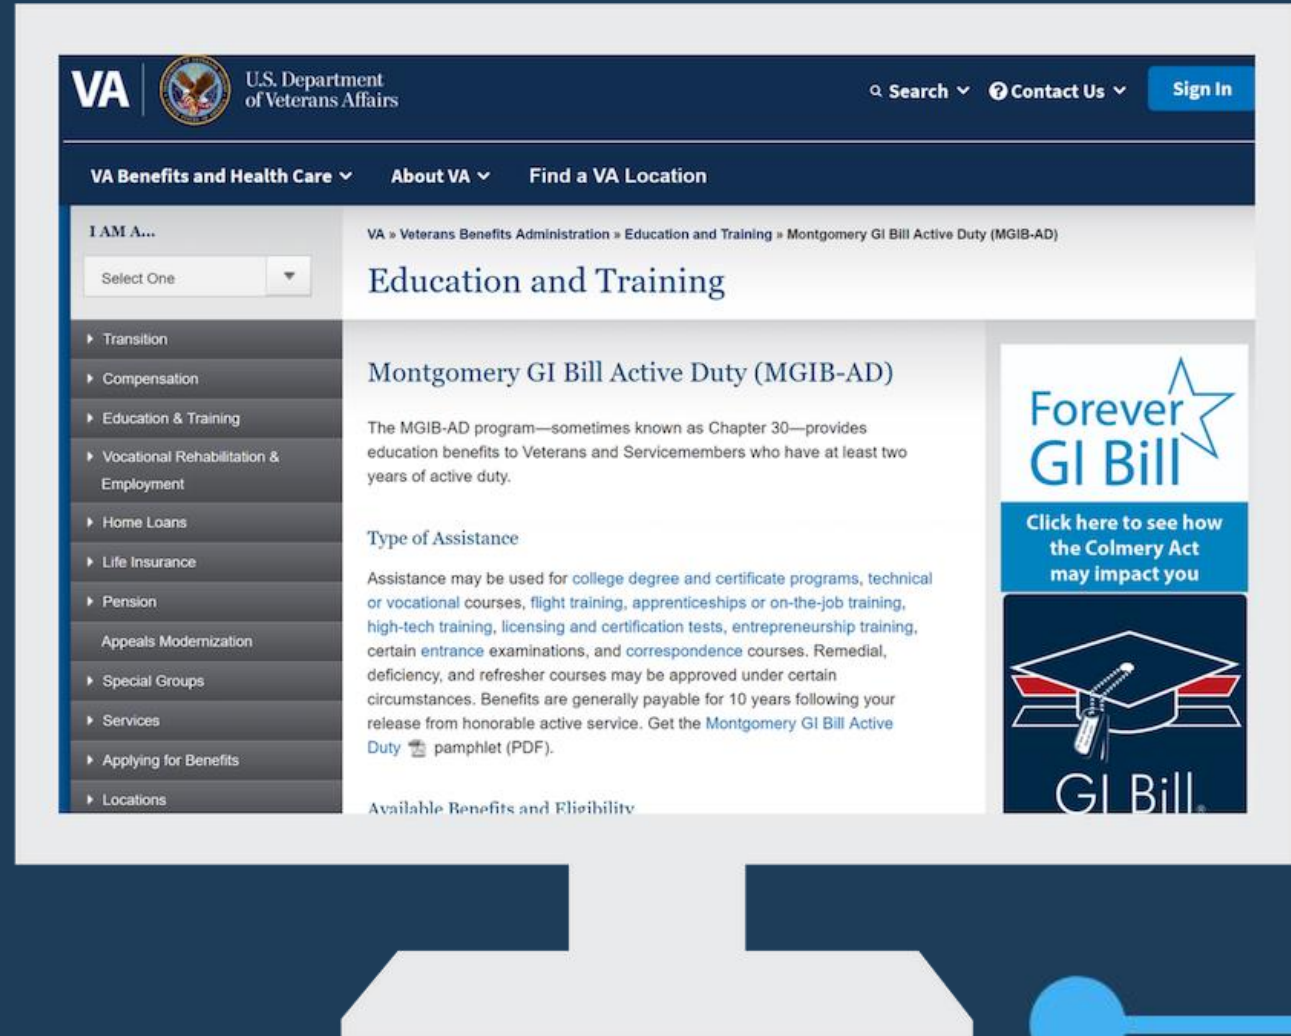 VA
U.S. Department
of Veterans Affairs
Search
Contact Us
Sign In
VA Benefits and Health Care
About VA
Find a VA Location
I AM A...
Select One
Transition
Compensation
Education & Training
Vocational Rehabilitation &
Employment
Home Loans
Life Insurance
Pension
Appeals Modernization
Special Groups
Services
Applying for Benefits
Locations
VA » Veterans Benefits Administration » Education and Training » Montgomery GI Bill Active Duty (MGIB-AD)
Education and Training
Montgomery GI Bill Active Duty (MGIB-AD)
The MGIB-AD program—sometimes known as Chapter 30—provides
education benefits to Veterans and Servicemembers who have at least two
years of active duty.
Type of Assistance
Assistance may be used for college degree and certificate programs, technical
or vocational courses, flight training, apprenticeships or on-the-job training,
high-tech training, licensing and certification tests, entrepreneurship training,
certain entrance examinations, and correspondence courses. Remedial,
deficiency, and refresher courses may be approved under certain
circumstances. Benefits are generally payable for 10 years following your
release from honorable active service. Get the Montgomery GI Bill Active
Duty pamphlet (PDF).
Available Benefits and Eligibility
Forever
GI Bill
Click here to see how
the Colmery Act
may impact you
GI Bill®